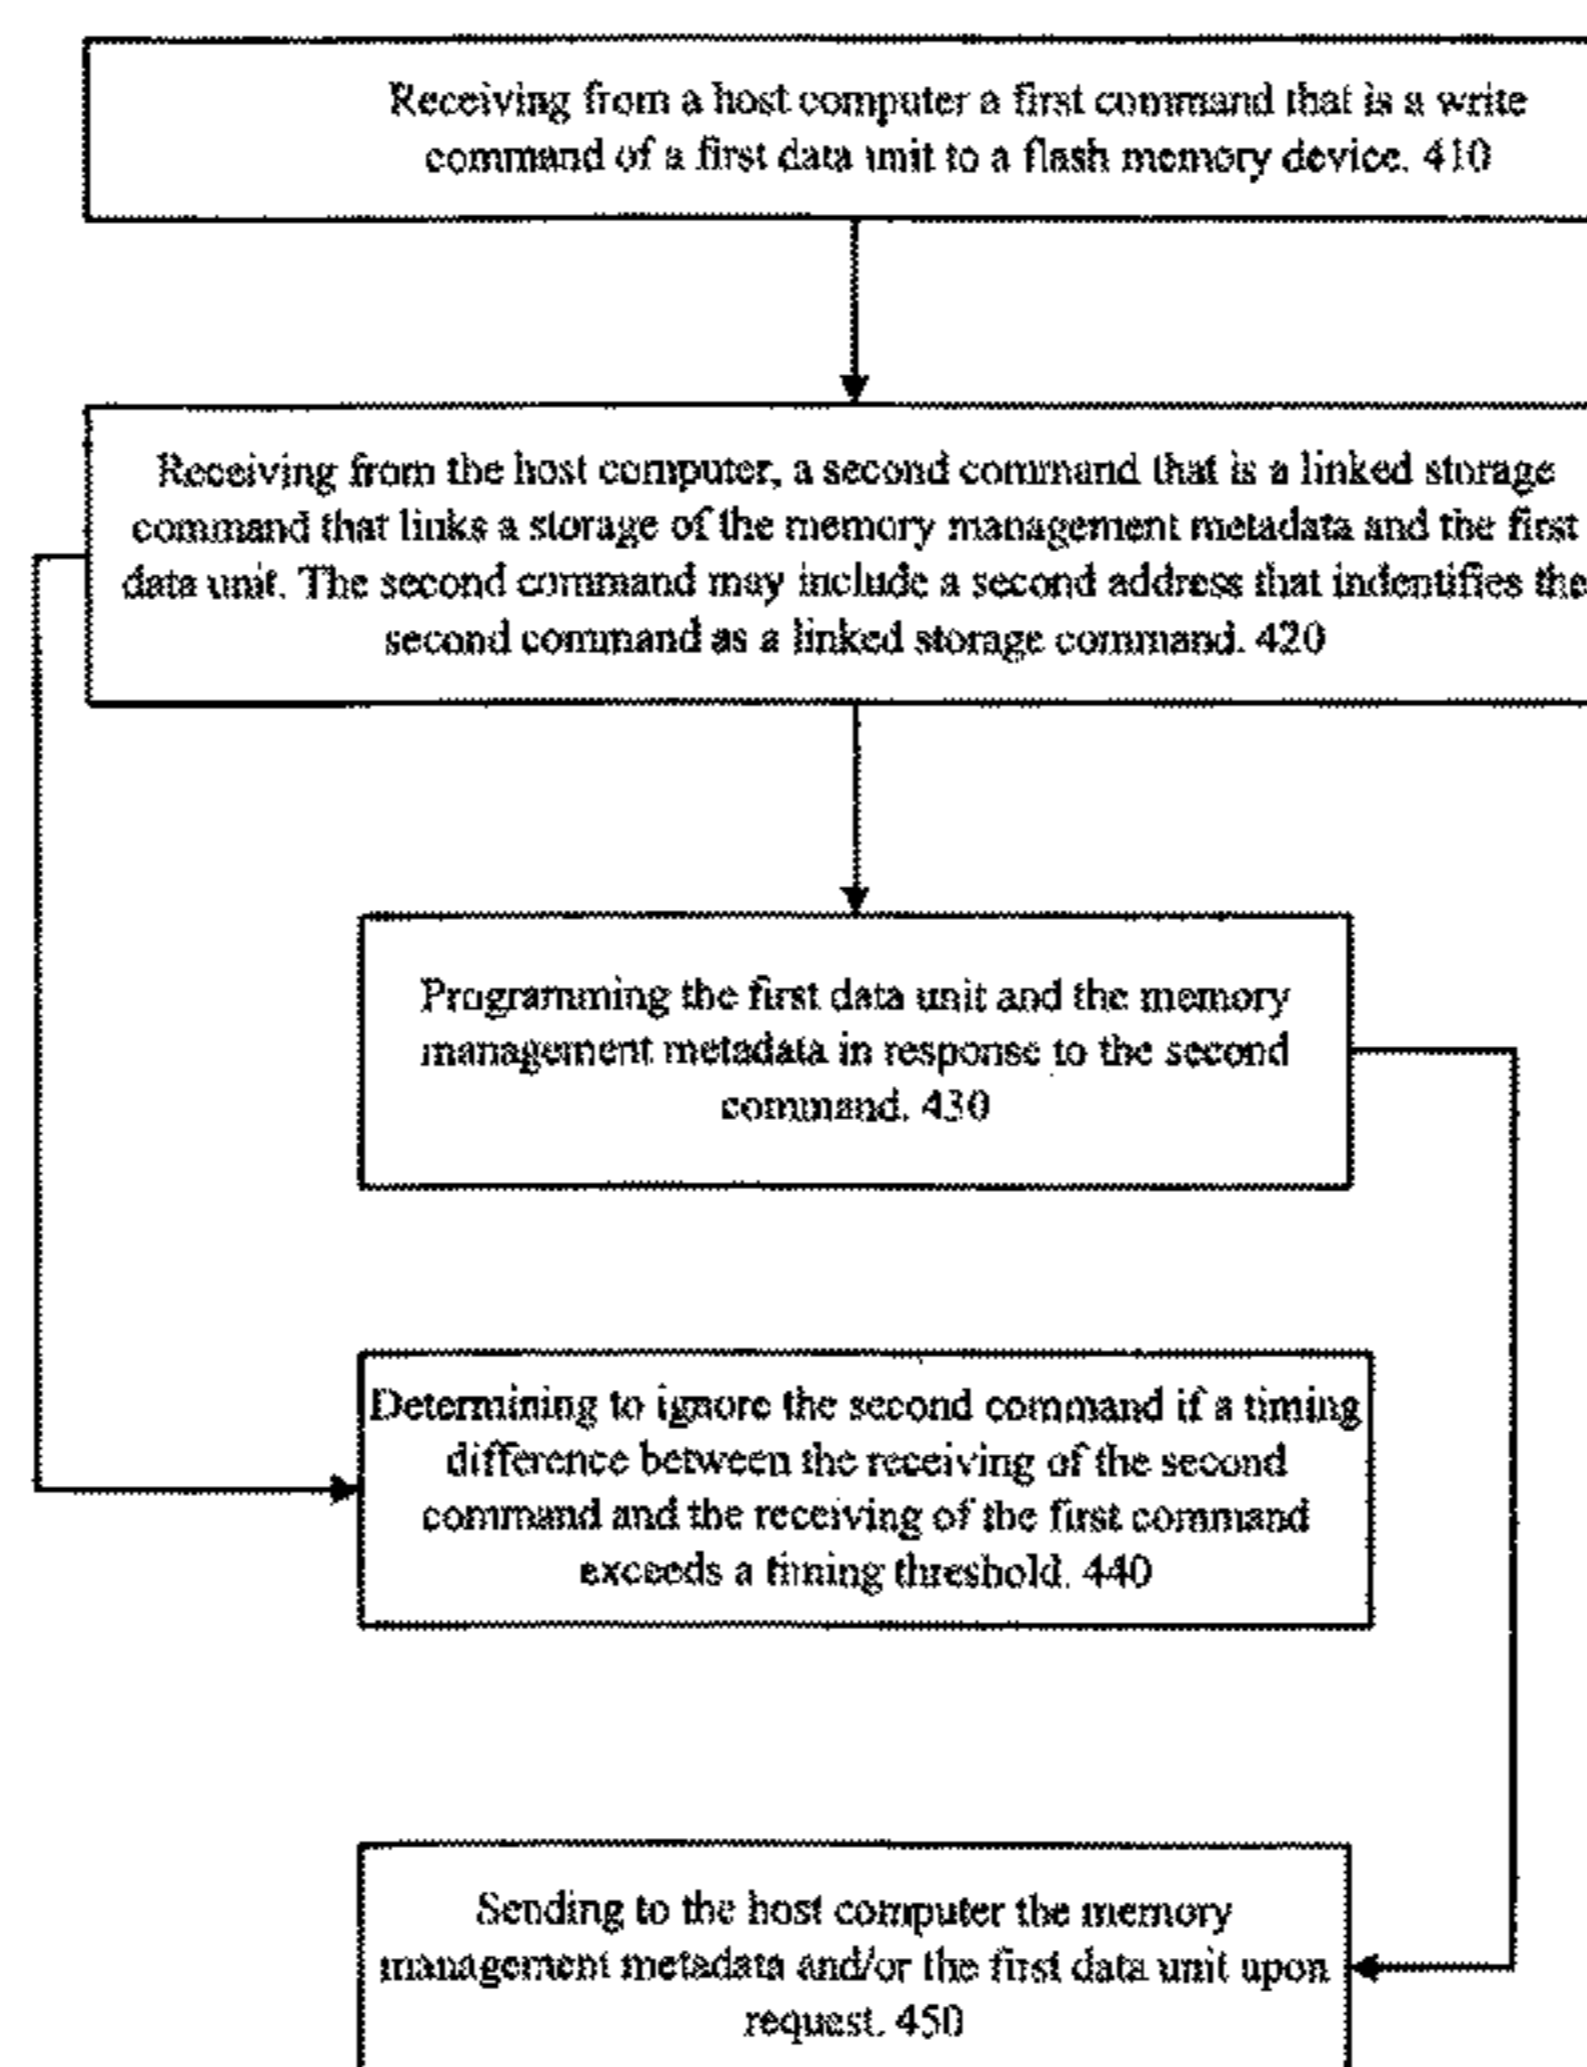 Receiving from a host computer a first command that is a write
command of a first data unit to a flash memory device. 410
Receiving from the host computer, a second command that is a linked storage
command that links a storage of the memory management metadata and the first
data unit. The second command may include a second address that indentifies the
second command as a linked storage command. 420
Programming the first data unit and the memory
management metadata in response to the second
command. 430
Determining to ignore the second command if a timing
difference between the receiving of the second
command and the receiving of the first command
exceeds a timing threshold. 440
Sending to the host computer the memory
management metadata and/or the first data unit upon
request. 450